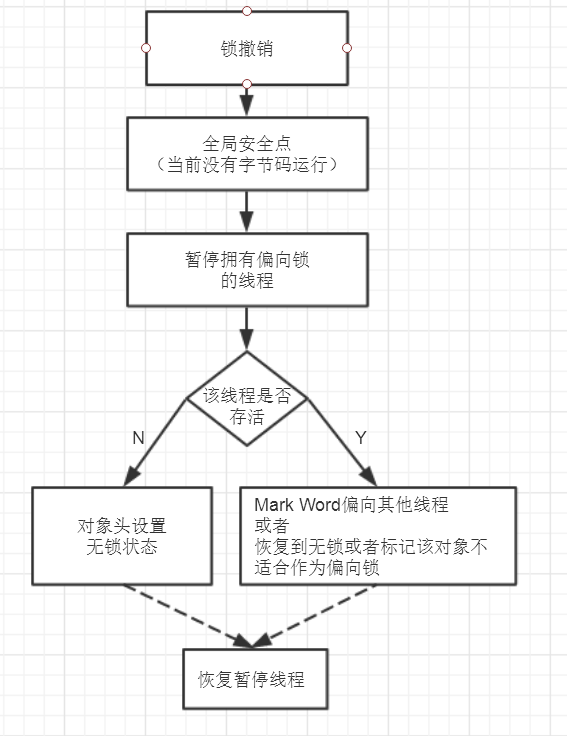 锁撤销
全局安全点
（当前没有字节码运行）
暂停拥有偏向锁
的线程
该线程是否
存活
N
Y
对象头设置
无锁状态
Mark Word偏向其他线程
或者
恢复到无锁或者标记该对象不
适合作为偏向锁
恢复暂停线程